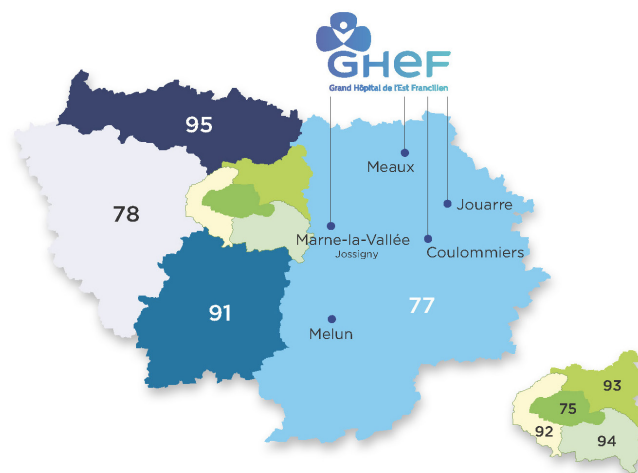 GHEF
Grand Hôpital de l'Est Francilien
95
Meaux
78
Jouarre
Marne-la-Vallée
Jossigny
Coulommiers
91
77
Melun
93
75
92
94